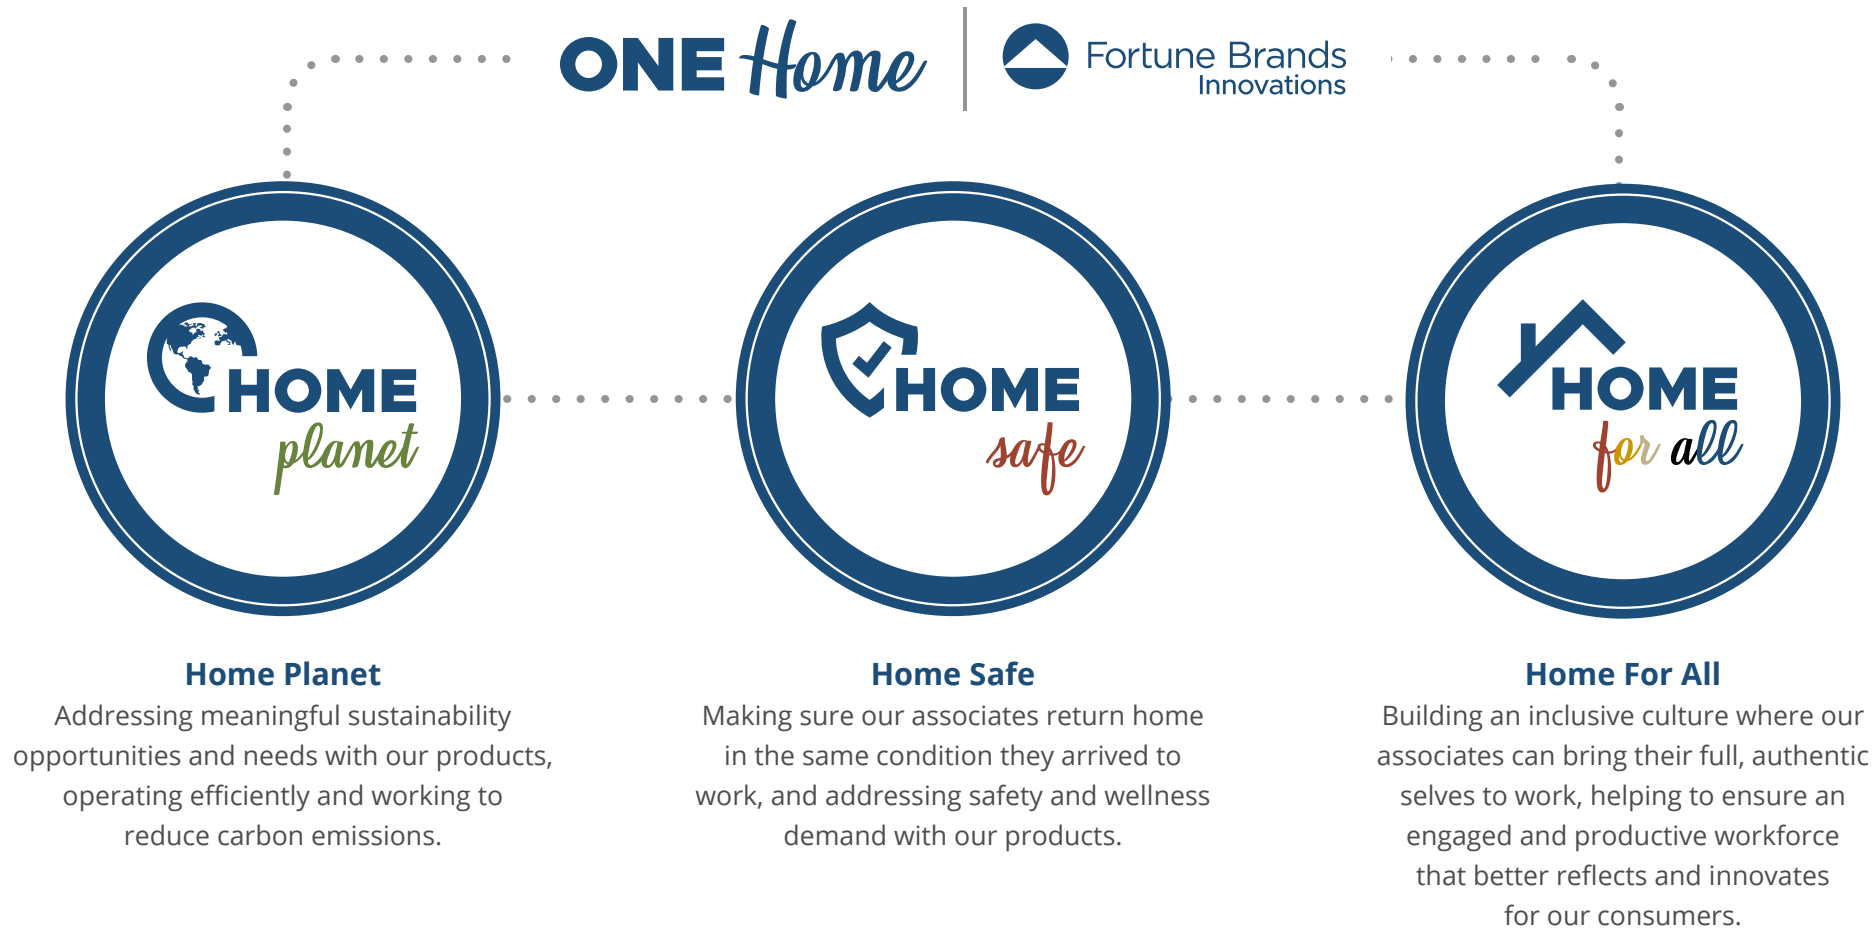 ONE Home
Fortune Brands
Innovations
HOME
planet
HOME
safe
HOME
for all
Home Planet
Addressing meaningful sustainability
opportunities and needs with our products,
operating efficiently and working to
reduce carbon emissions.
Home Safe
Making sure our associates return home
in the same condition they arrived to
work, and addressing safety and wellness
demand with our products.
Home For All
Building an inclusive culture where our
associates can bring their full, authentic
selves to work, helping to ensure an
engaged and productive workforce
that better reflects and innovates
for our consumers.